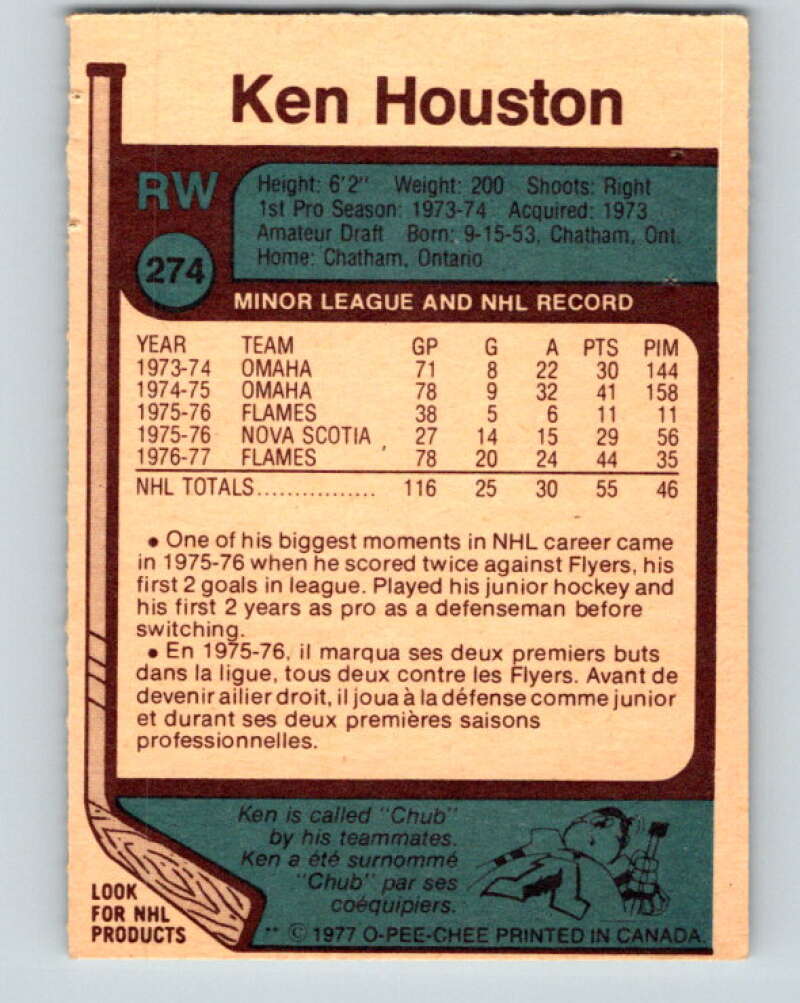 Ken Houston
RW
Height: 6'2" Weight: 200 Shoots: Right
1st Pro Season: 1973-74 Acquired: 1973
Amateur Draft Born: 9-15-53, Chatham, Ont.
Home: Chatham, Ontario
274
MINOR LEAGUE AND NHL RECORD
YEAR TEAM GP G A PTS PIM
1973-74 OMAHA 71 8 22 30 144
1974-75 OMAHA 78 9 32 41 158
1975-76 FLAMES 38 5 6 11 11
1975-76 NOVA SCOTIA 27 14 15 29 56
1976-77 FLAMES 78 20 24 44 35
NHL TOTALS................ 116 25 30 55 46
• One of his biggest moments in NHL career came
in 1975-76 when he scored twice against Flyers, his
first 2 goals in league. Played his junior hockey and
his first 2 years as pro as a defenseman before
switching.
• En 1975-76, il marqua ses deux premiers buts
dans la ligue, tous deux contre les Flyers. Avant de
devenir ailier droit, il joua à la défense comme junior
et durant ses deux premières saisons
professionnelles.
Ken is called "Chub"
by his teammates.
Ken a été surnommé
"Chub" par ses
coéquipiers.
LOOK
FOR NHL
PRODUCTS
** © 1977 O-PEE-CHEE PRINTED IN CANADA